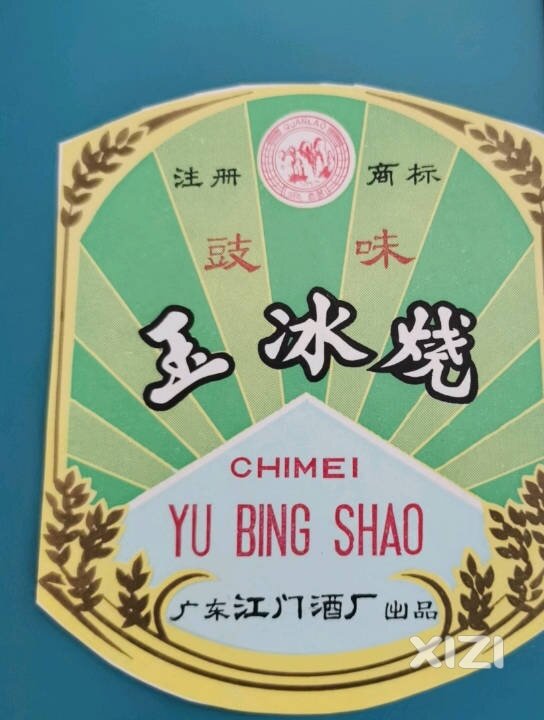 QUANLAO
注册 商标
豉味
玉冰烧
CHIMEI
YU BING SHAO
广东江门酒厂出品
XIZI